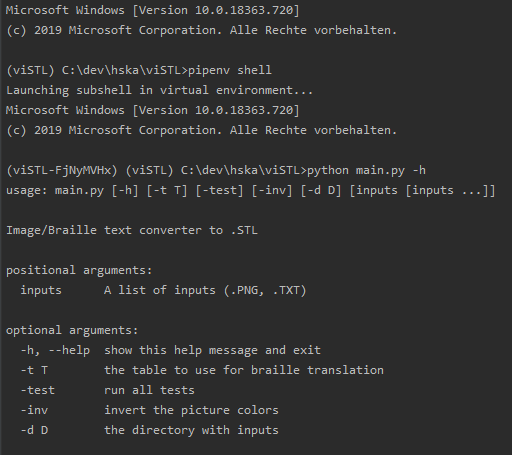 Microsoft Windows [Version 10.0.18363.720]
(c) 2019 Microsoft Corporation. Alle Rechte vorbehalten.
(viSTL) C:\dev\hska\viSTL>pipenv shell
Launching subshell in virtual environment...
Microsoft Windows [Version 10.0.18363.720]
(c) 2019 Microsoft Corporation. Alle Rechte vorbehalten.
(viSTL-FjNyMVHx) (viSTL) C:\dev\hska\viSTL>python main.py -h
usage: main.py [-h] [-t T] [-test] [-inv] [-d D] [inputs [inputs ...]]
Image/Braille text converter to .STL
positional arguments:
  inputs      A list of inputs (.PNG, .TXT)
optional arguments:
  -h, --help  show this help message and exit
  -t T        the table to use for braille translation
  -test       run all tests
  -inv        invert the picture colors
  -d D        the directory with inputs